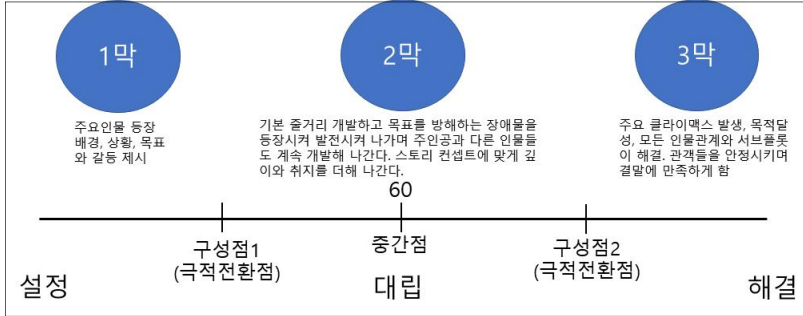 1막
2막
3막
주요인물 등장
배경, 상황, 목표
와 갈등 제시
기본 줄거리 개발하고 목표를 방해하는 장애물을
등장시켜 발전시켜 나가며 주인공과 다른 인물들
도 계속 개발해 나간다. 스토리 컨셉트에 맞게 깊
이와 취지를 더해 나간다.
주요 클라이맥스 발생, 목적달
성, 모든 인물관계와 서브플롯
이 해결. 관객들을 안정시키며
결말에 만족하게 함
60
구성점1
(극적전환점)
중간점
구성점2
(극적전환점)
설정
대립
해결